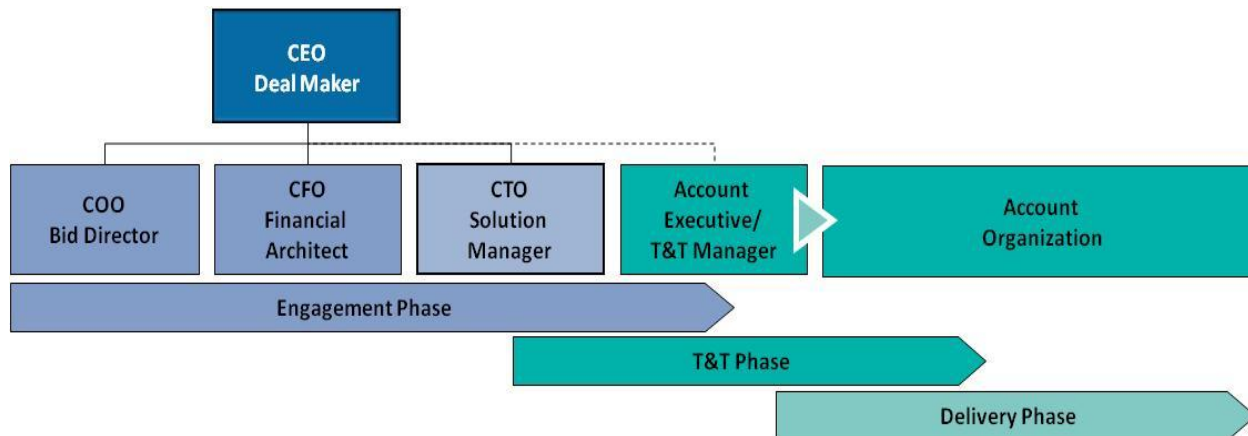 CEO
Deal Maker
COO
Bid Director
CFO
Financial
Architect
CTO
Solution
Manager
Account
Executive/
T&T Manager
Account
Organization
Engagement Phase
T&T Phase
Delivery Phase